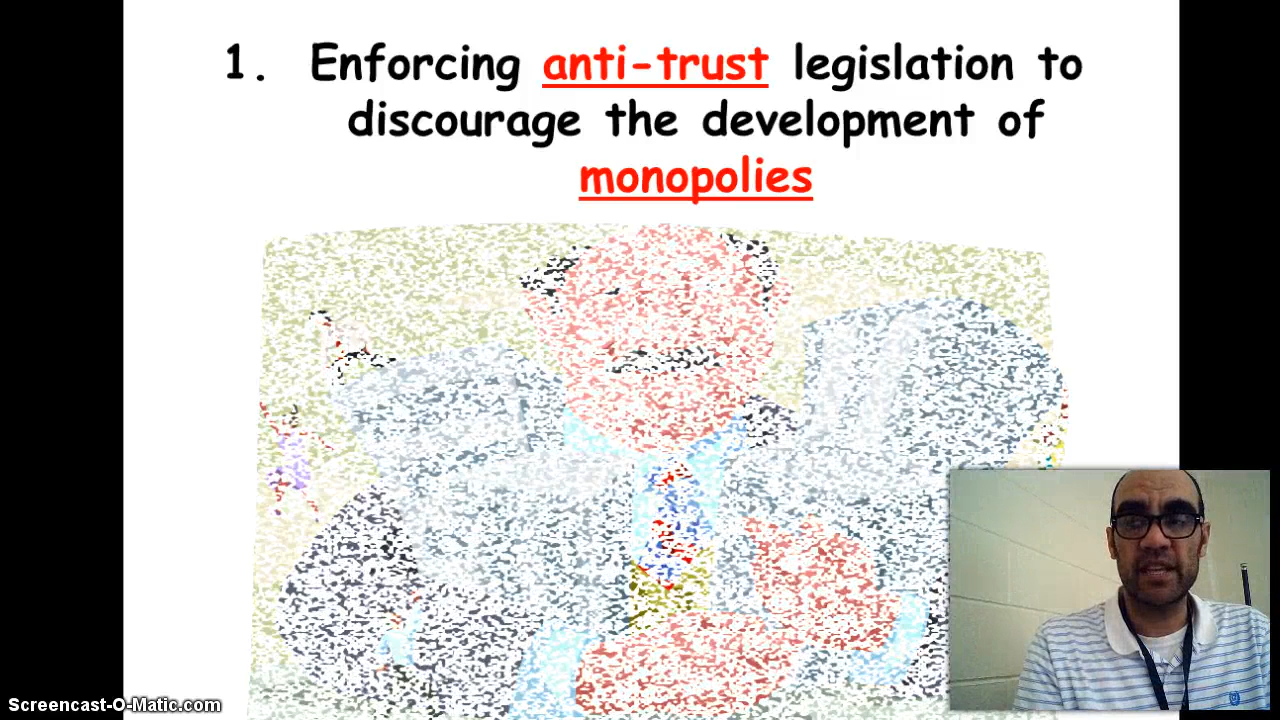 1. Enforcing anti-trust legislation to
discourage the development of
monopolies
Screencast-O-Matic.com